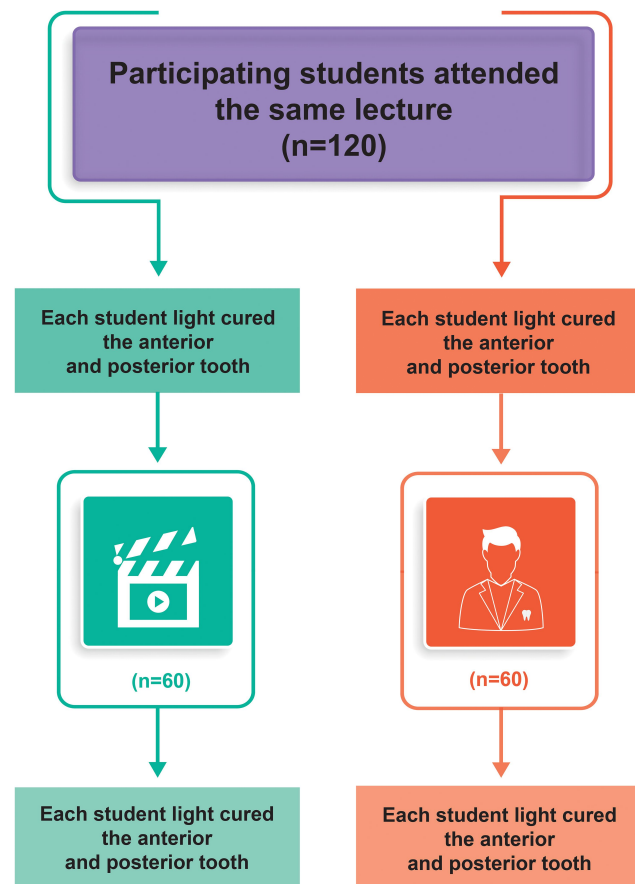 Participating students attended
the same lecture
(n=120)
Each student light cured
the anterior
and posterior tooth
Each student light cured
the anterior
and posterior tooth
(n=60)
(n=60)
Each student light cured
the anterior
and posterior tooth
Each student light cured
the anterior
and posterior tooth